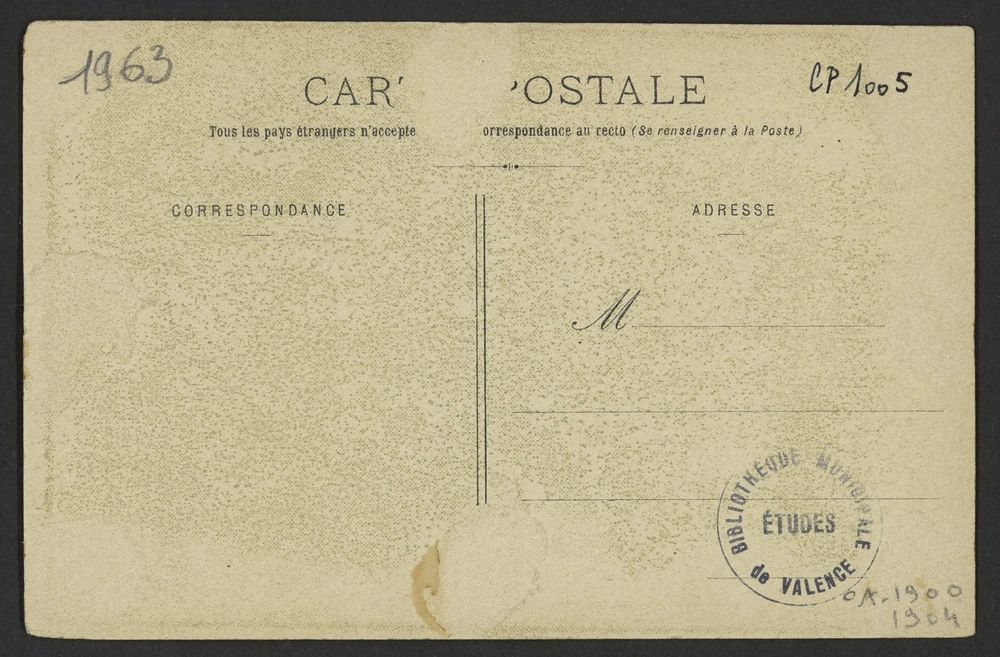 1963
CAR 'OSTALE
CP 1005
Tous les pays étrangers n'accepte orrespondance au recto (Se renseigner à la Poste)
CORRESPONDANCE
ADRESSE
M
BIBLIOTHÈQUE MUNICIPALE
ÉTUDES
de VALENCE
1900
1904